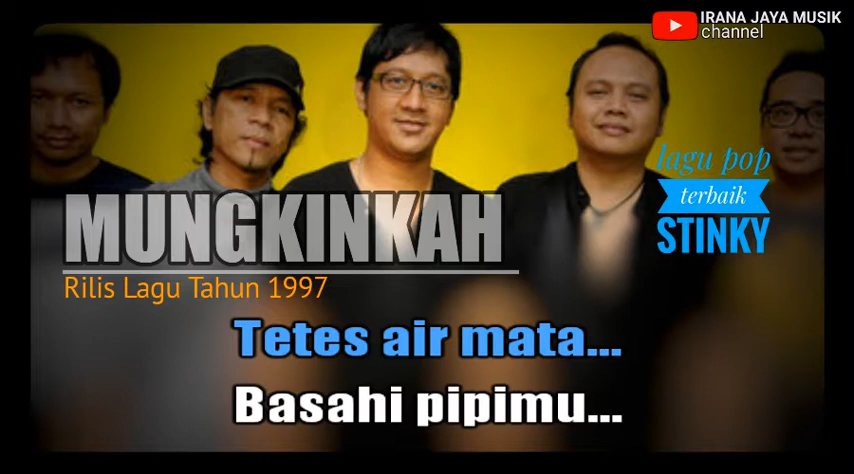 IRANA JAYA MUSIK
channel
lagu pop
terbaik
STINKY
MUNGKINKAH
Rilis Lagu Tahun 1997
Tetes air mata...
Basahi pipimu...